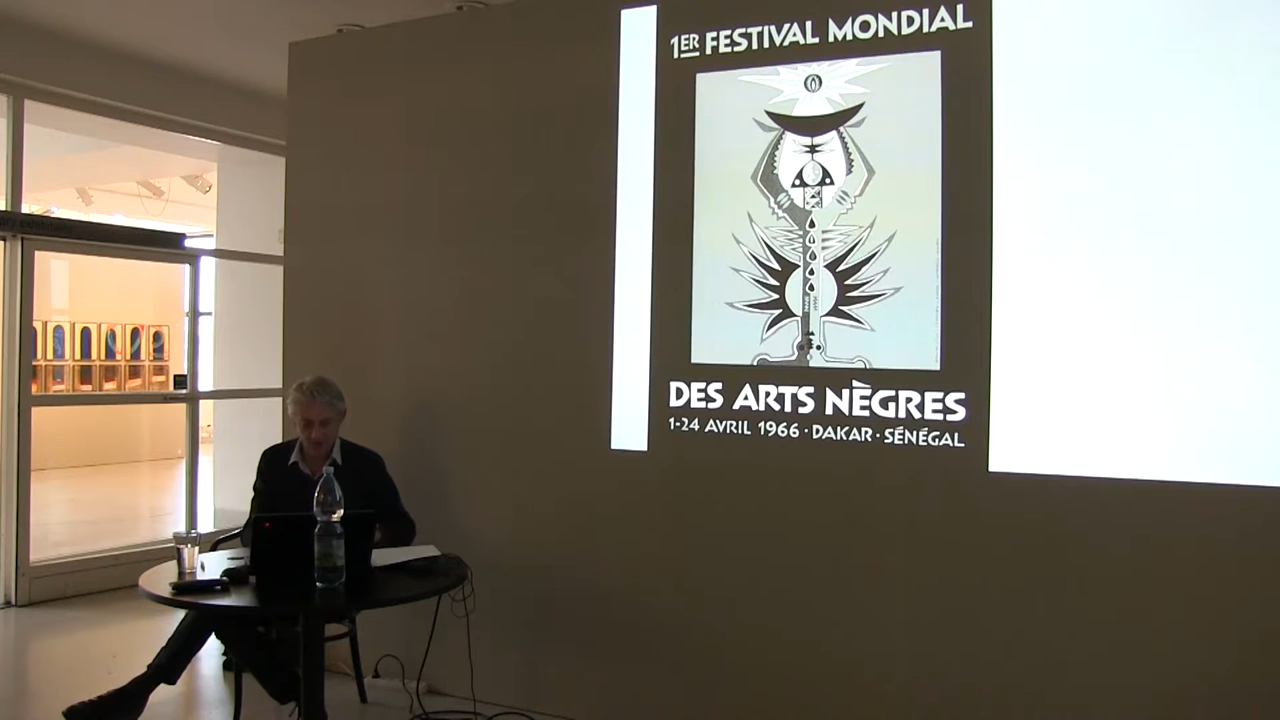 1ER FESTIVAL MONDIAL
DES ARTS NÈGRES
1-24 AVRIL 1966 · DAKAR · SÉNÉGAL